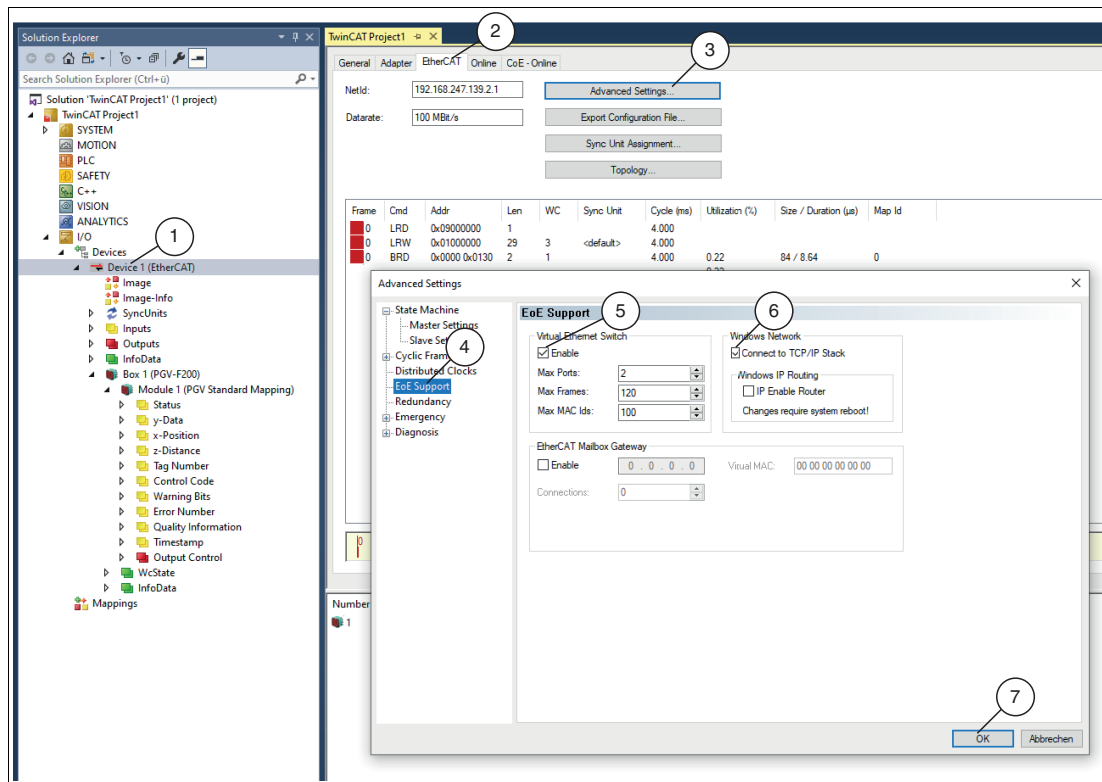 Solution Explorer
Search Solution Explorer (Ctrl+ü)
Solution 'TwinCAT Project1' (1 project)
TwinCAT Project1
SYSTEM
MOTION
PLC
SAFETY
C++
VISION
ANALYTICS
I/O
1
Devices
Device 1 (EtherCAT)
Image
Image-Info
SyncUnits
Inputs
Outputs
InfoData
Box 1 (PGV-F200)
Module 1 (PGV Standard Mapping)
Status
y-Data
x-Position
z-Distance
Tag Number
Control Code
Warning Bits
Error Number
Quality Information
Timestamp
Output Control
WcState
InfoData
Mappings
TwinCAT Project1
2
3
General Adapter EtherCAT Online CoE - Online
NetId: 192.168.247.139.2.1 Advanced Settings...
Datarate: 100 MBit/s Export Configuration File...
Sync Unit Assignment...
Topology...
Frame Cmd Addr Len WC Sync Unit Cycle (ms) Utilization (%) Size / Duration (µs) Map Id
0 LRD 0x09000000 1 4.000
0 LRW 0x01000000 29 3 <default> 4.000
0 BRD 0x0000 0x0130 2 1 4.000 0.22 84 / 8.64 0
Number
1
Advanced Settings
State Machine
Master Settings
Slave
4
Cyclic
Distributed Clocks
EoE Support
Redundancy
Emergency
Diagnosis
EoE Support
5
6
Virtual Ethernet Switch
Enable
Max Ports: 2
Max Frames: 120
Max MAC Ids: 100
Windows Network
Connect to TCP/IP Stack
Windows IP Routing
IP Enable Router
Changes require system reboot!
EtherCAT Mailbox Gateway
Enable 0 . 0 . 0 . 0 Virtual MAC: 00 00 00 00 00 00
Connections: 0
7
OK Abbrechen